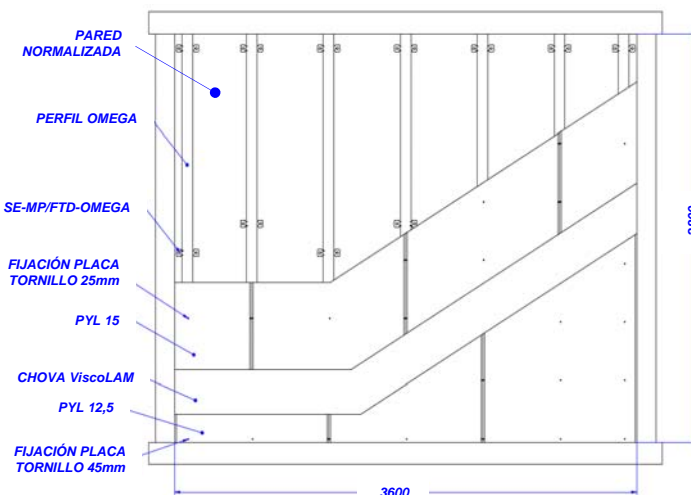 PARED
NORMALIZADA
PERFIL OMEGA
SE-MP/FTD-OMEGA
FIJACIÓN PLACA
TORNILLO 25mm
PYL 15
CHOVA ViscoLAM
PYL 12,5
FIJACIÓN PLACA
TORNILLO 45mm
3600